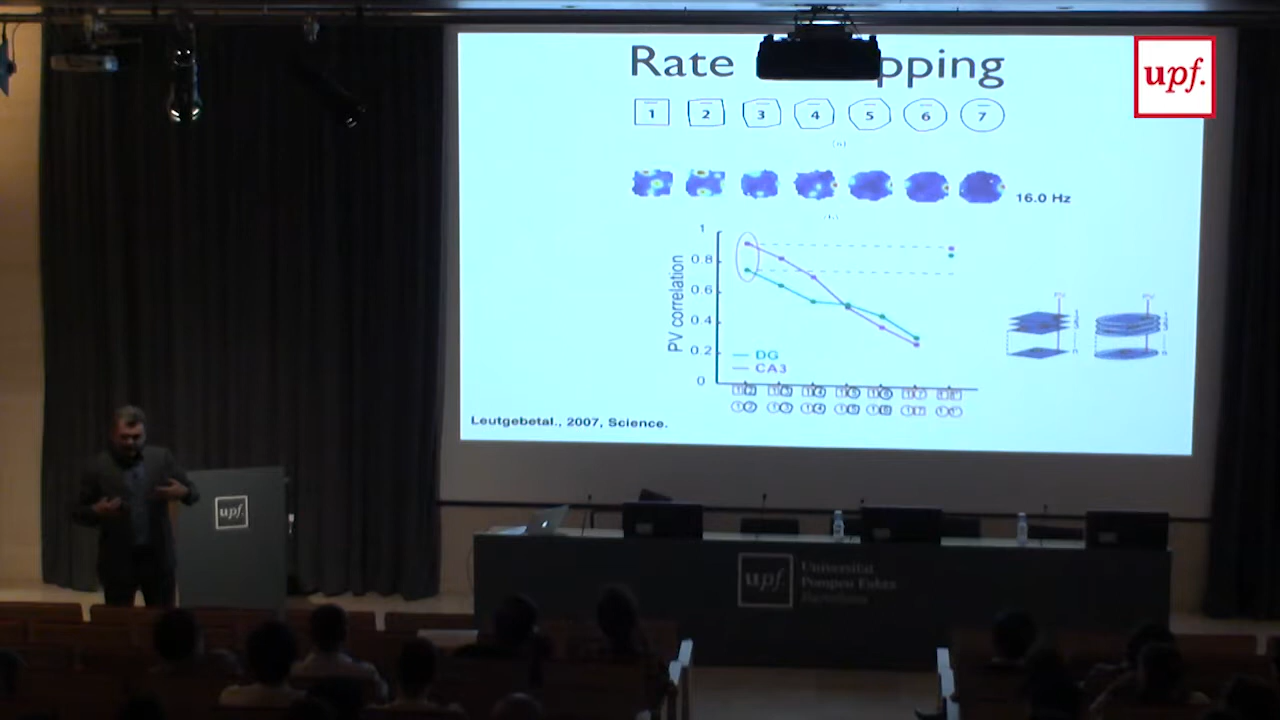 Rate pping
upf.
1 2 3 4 5 6 7
16.0 Hz
PV correlation
1
0.8
0.6
0.4
0.2
0
DG
CA3
Leutgebetal., 2007, Science.
upf.
upf.
Universitat
Pompeu Fabra
Barcelona